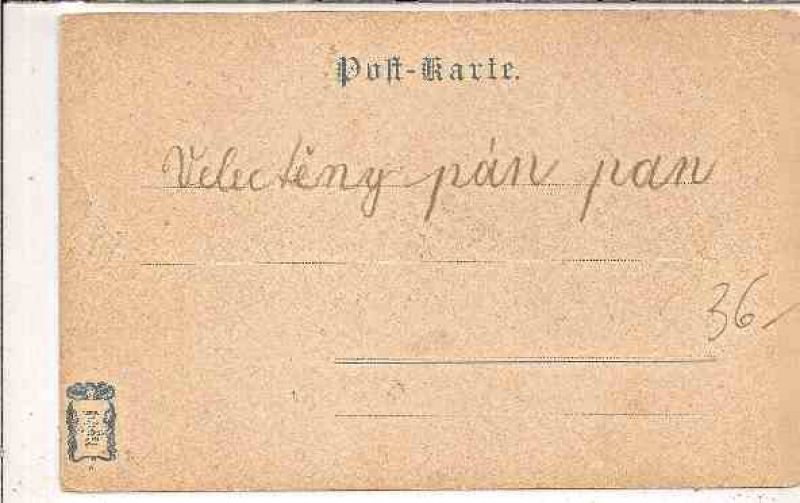 Post-Karte.
Velectěny pán pan
36